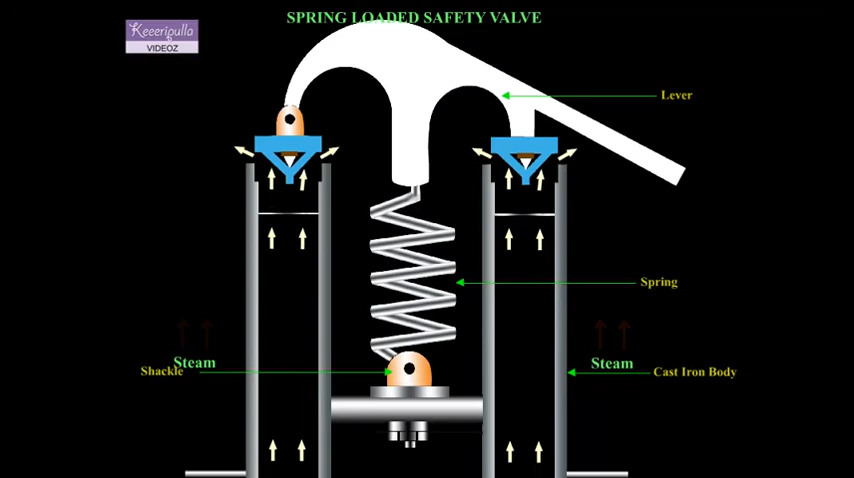 SPRING LOADED SAFETY VALVE
Keeeripulla
VIDEOZ
Lever
Spring
Steam
Steam
Shackle
Cast Iron Body